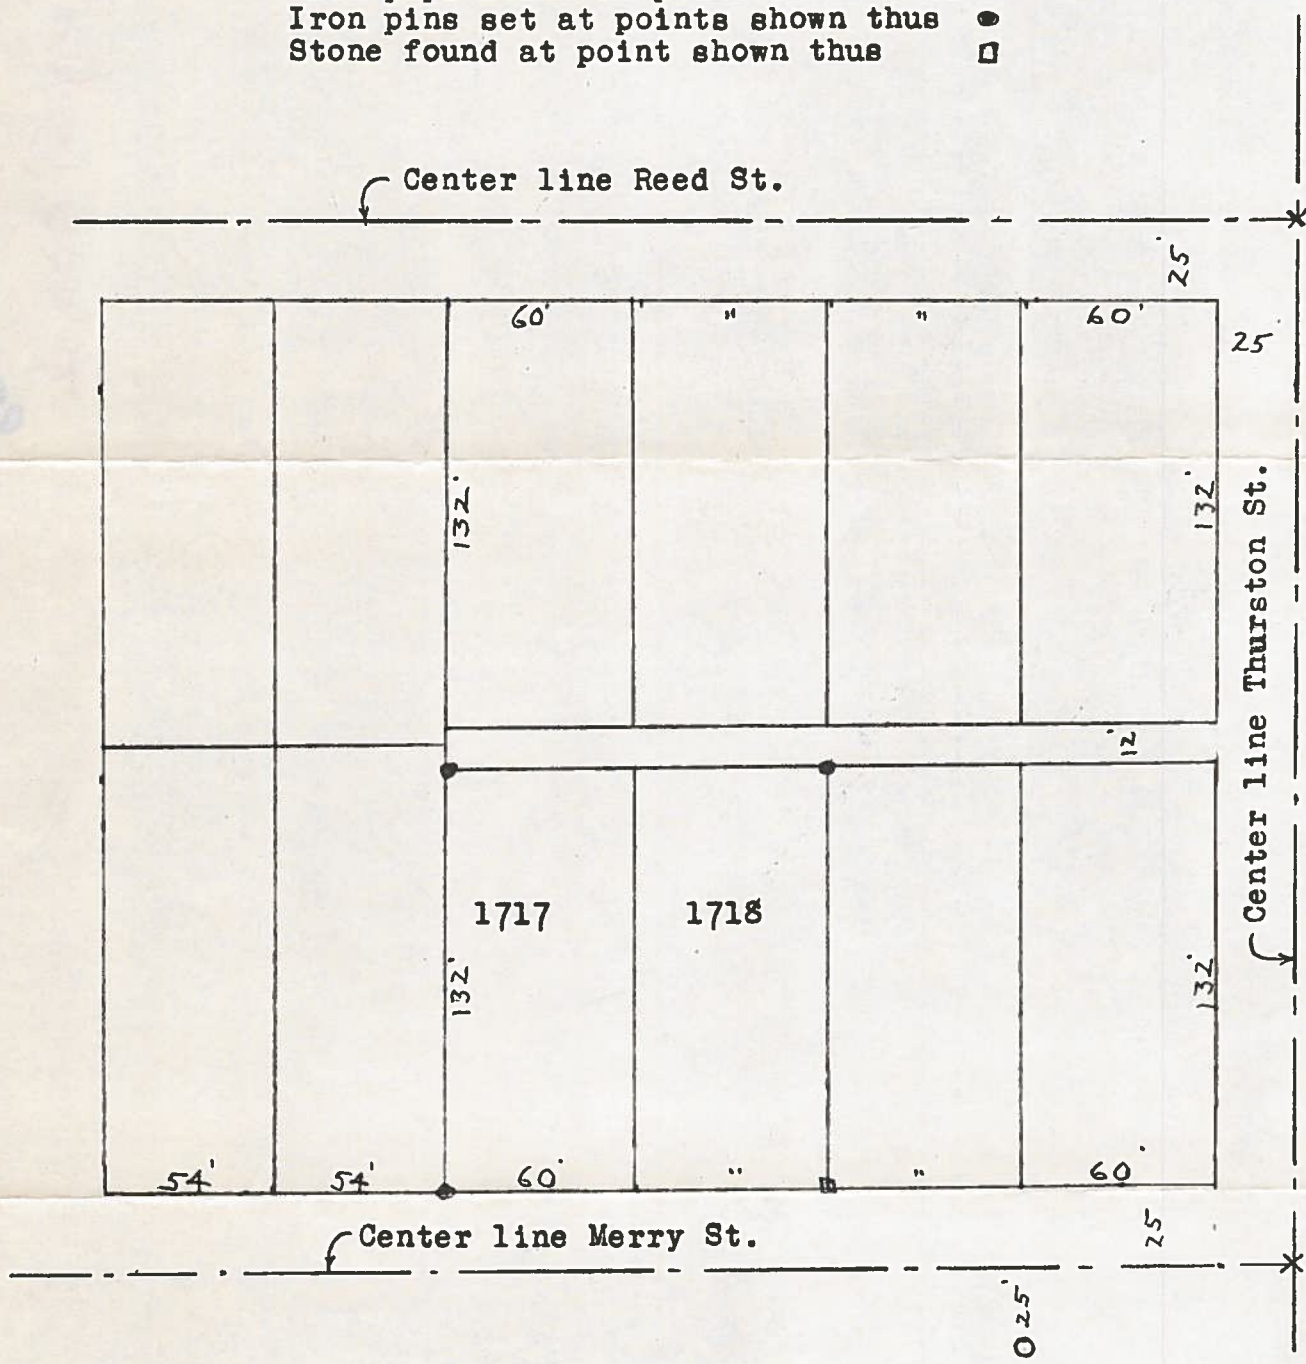 Iron pins set at points shown thus
Stone found at point shown thus
Center line Reed St.
25'
60' " " 60'
25'
132'
132'
Center line Thurston St.
12'
1717 1718
132'
132'
54' 54' 60' " " 60'
25'
Center line Merry St.
25'